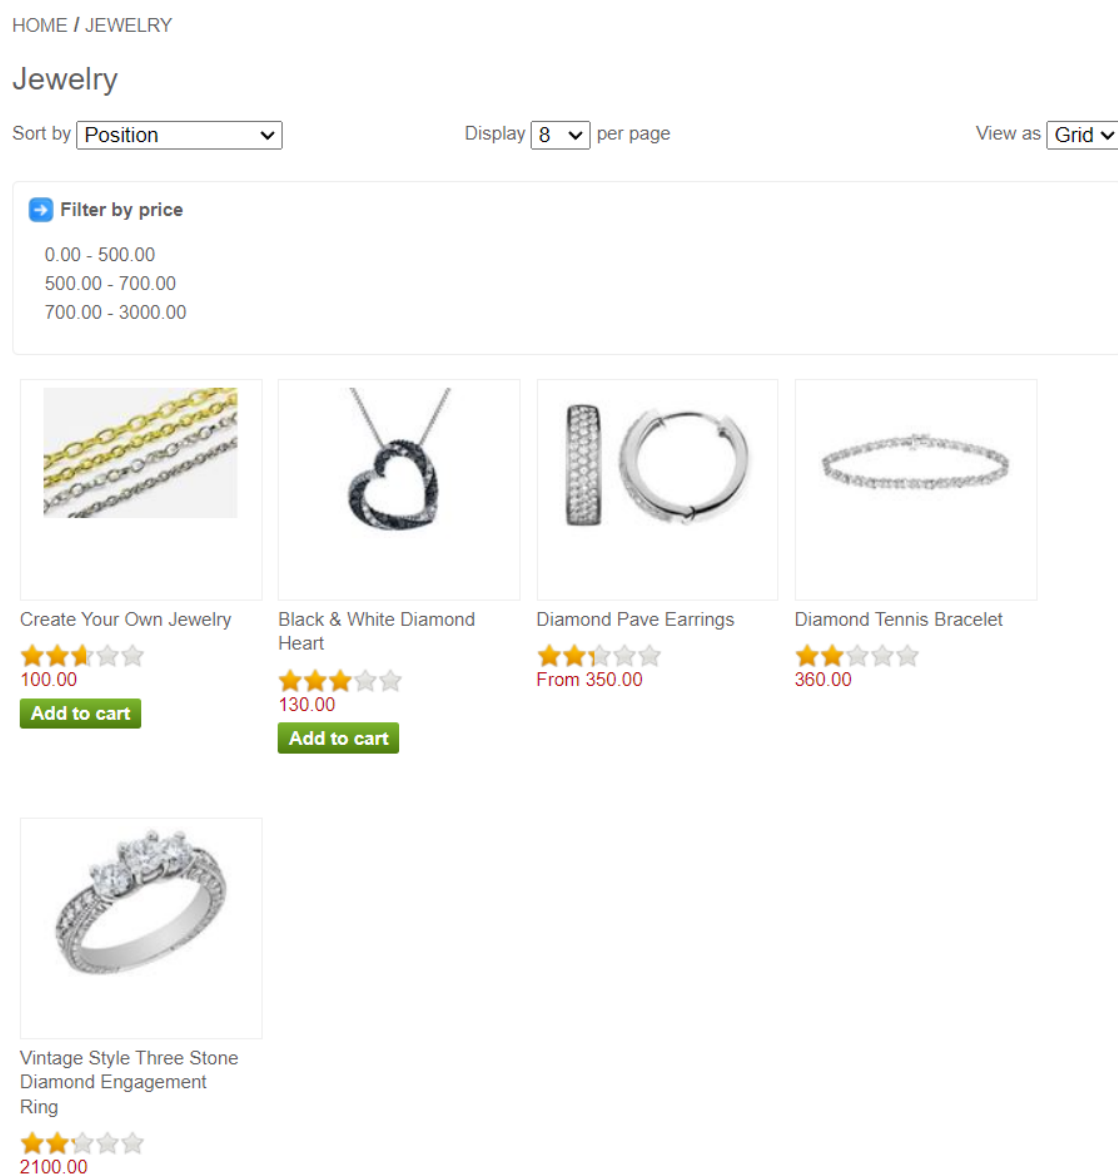 HOME / JEWELRY
Jewelry
Sort by Position
Display 8 per page
View as Grid
Filter by price
0.00 - 500.00
500.00 - 700.00
700.00 - 3000.00
Create Your Own Jewelry
100.00
Add to cart
Black & White Diamond
Heart
130.00
Add to cart
Diamond Pave Earrings
From 350.00
Diamond Tennis Bracelet
360.00
Vintage Style Three Stone
Diamond Engagement
Ring
2100.00